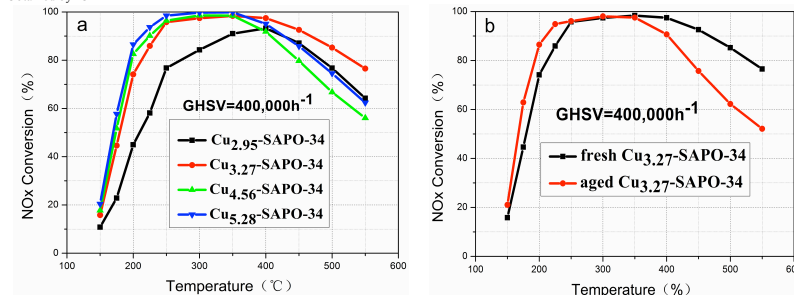 a
NOx Conversion (%)
100
80
60
40
20
0
GHSV=400,000h-1
Cu2.95-SAPO-34
Cu3.27-SAPO-34
Cu4.56-SAPO-34
Cu5.28-SAPO-34
100 200 300 400 500 600
Temperature (℃)
b
NOx Conversion (%)
100
80
60
40
20
0
GHSV=400,000h-1
fresh Cu3.27-SAPO-34
aged Cu3.27-SAPO-34
100 200 300 400 500 600
Temperature (%)